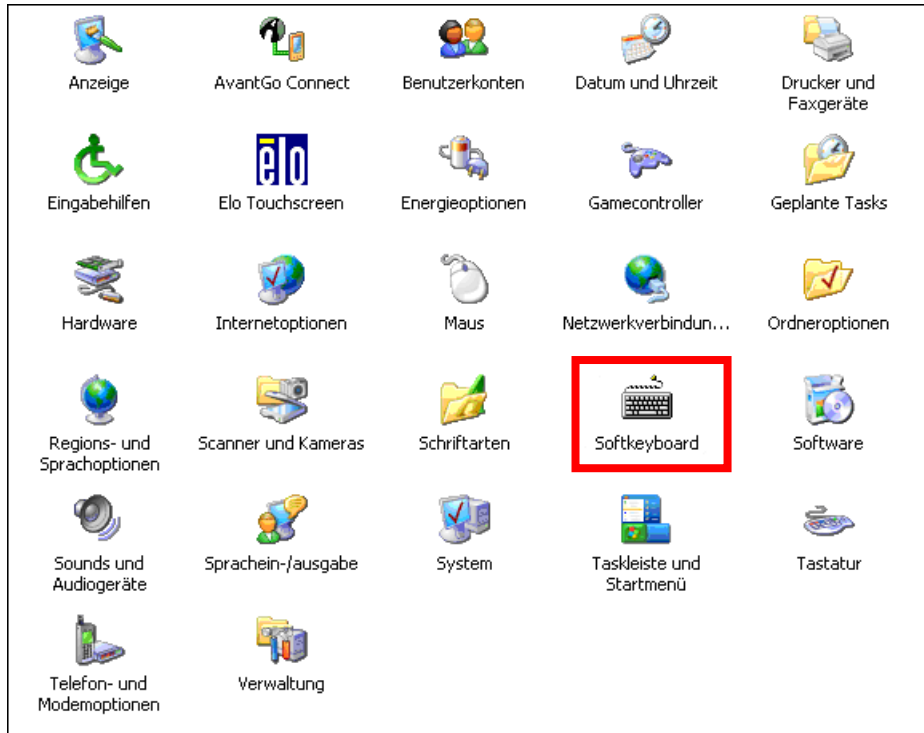 Anzeige
AvantGo Connect
Benutzerkonten
Datum und Uhrzeit
Drucker und
Faxgeräte
Eingabehilfen
ēlo
Elo Touchscreen
Energieoptionen
Gamecontroller
Geplante Tasks
Hardware
Internetoptionen
Maus
Netzwerkverbindun...
Ordneroptionen
Regions- und
Sprachoptionen
Scanner und Kameras
Schriftarten
Softkeyboard
Software
Sounds und
Audiogeräte
Sprachein-/ausgabe
System
Taskleiste und
Startmenü
Tastatur
Telefon- und
Modemoptionen
Verwaltung